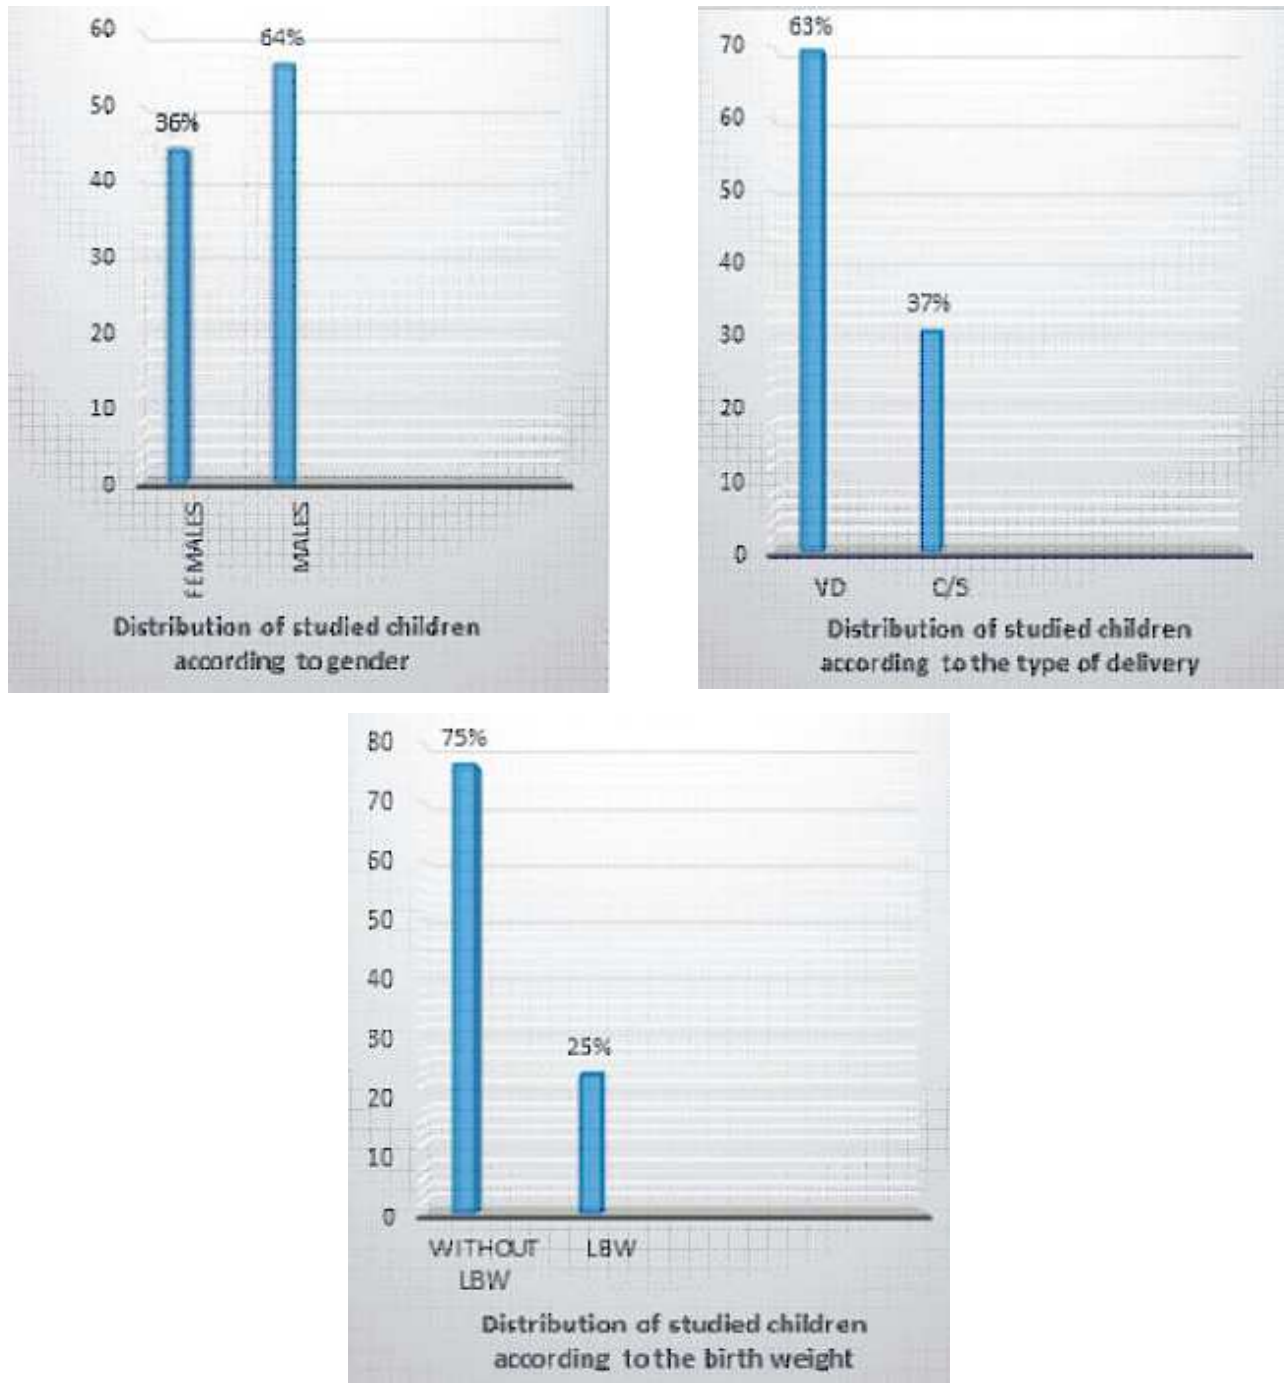 60
50
40
30
20
10
0
36%
64%
FEMALES
MALES
Distribution of studied children
according to gender
70
60
50
40
30
20
10
0
63%
37%
VD
C/S
Distribution of studied children
according to the type of delivery
80
70
60
50
40
30
20
10
0
75%
25%
WITHOUT
LBW
LBW
Distribution of studied children
according to the birth weight